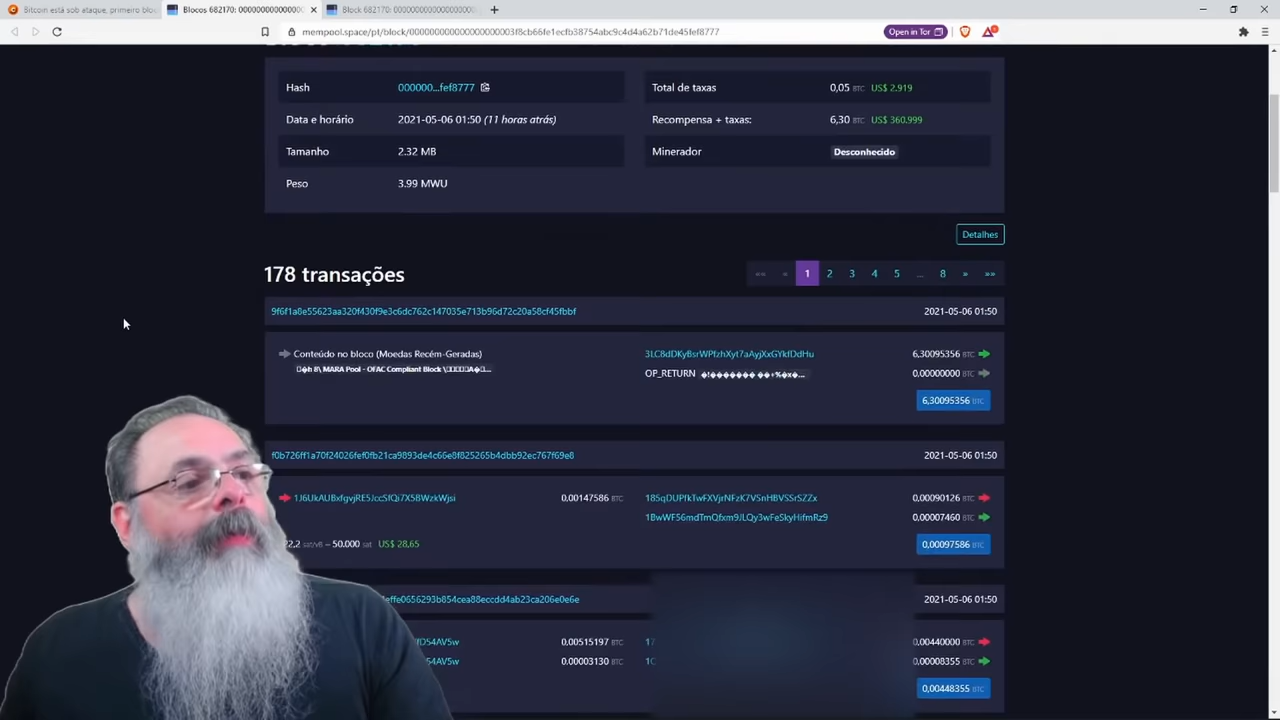 Bitcoin está sob ataque, primeiro blo
Blocos 682170: 000000000000000
Block 682170: 0000000000000000
mempool.space/pt/block/00000000000000000003f8cb66fe1ecfb38754abc9c4d4a62b71de45fef8777
Open in Tor
Hash
000000...fef8777
Total de taxas
0,05 BTC US$ 2.919
Data e horário
2021-05-06 01:50 (11 horas atrás)
Recompensa + taxas:
6,30 BTC US$ 360.999
Tamanho
2.32 MB
Minerador
Desconhecido
Peso
3.99 MWU
Detalhes
178 transações
«« « 1 2 3 4 5 ... 8 » »»
9f6f1a8e55623aa320f430f9e3c6dc762c147035e713b96d72c20a58cf45fbbf
2021-05-06 01:50
Conteúdo no bloco (Moedas Recém-Geradas)
MARA Pool - OFAC Compliant Block
3LC8dDKyBsrWPfzhXyt7aAyjXxGYkfDdHu
6,30095356 BTC
OP_RETURN
0,00000000 BTC
6,30095356 BTC
f0b726ff1a70f24026fef0fb21ca9893de4c66e8f825265b4dbb92ec767f69e8
2021-05-06 01:50
1J6UkAUBxfgvjRE5JccSfQi7X58WzkWjsi
0,00147586 BTC
185qDUPfkTwFXVjrNFzK7VSnHBVSSrSZZx
0,00090126 BTC
1BwWF56mdTmQfxm9JLQy3wFeSkyHifmRz9
0,00007460 BTC
22,2 sat/vB – 50.000 sat US$ 28,65
0,00097586 BTC
effe0656293b854cea88eccdd4ab23ca206e0e6e
2021-05-06 01:50
fD54AV5w
0,00515197 BTC
17
0,00440000 BTC
fD54AV5w
0,00003130 BTC
0,00008355 BTC
0,00448355 BTC